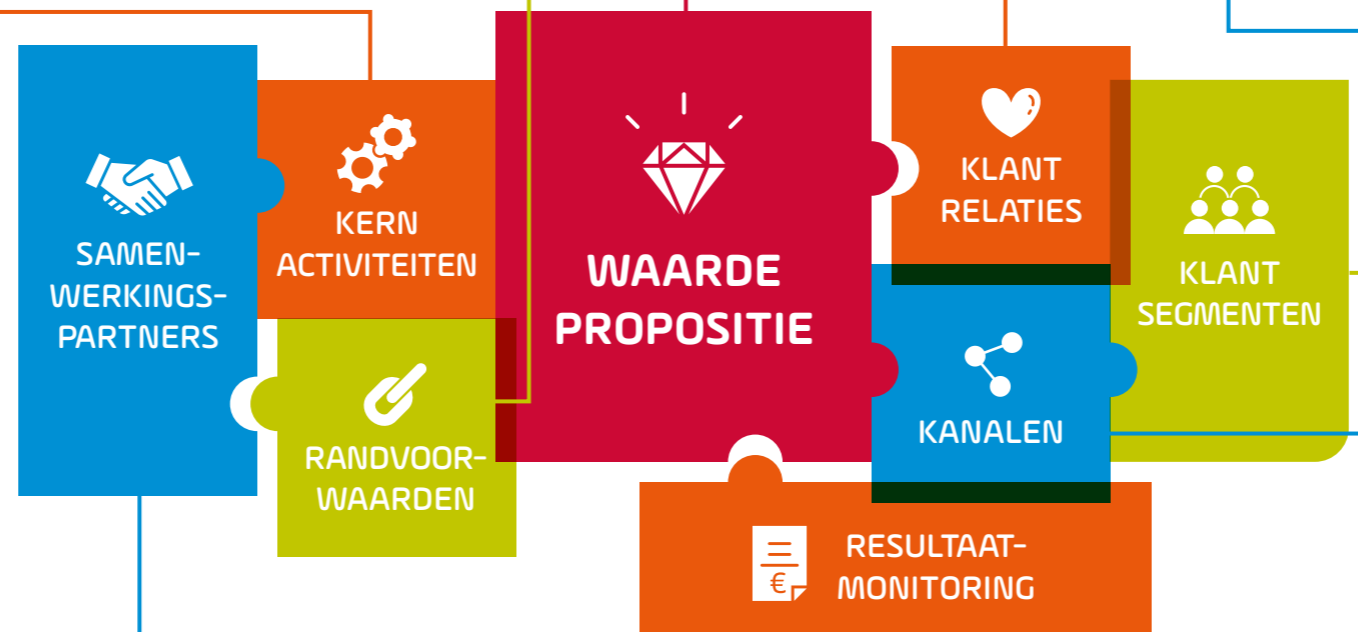 SAMEN-
WERKINGS-
PARTNERS
KERN
ACTIVITEITEN
RANDVOOR-
WAARDEN
WAARDE
PROPOSITIE
KLANT
RELATIES
KANALEN
KLANT
SEGMENTEN
€
RESULTAAT-
MONITORING